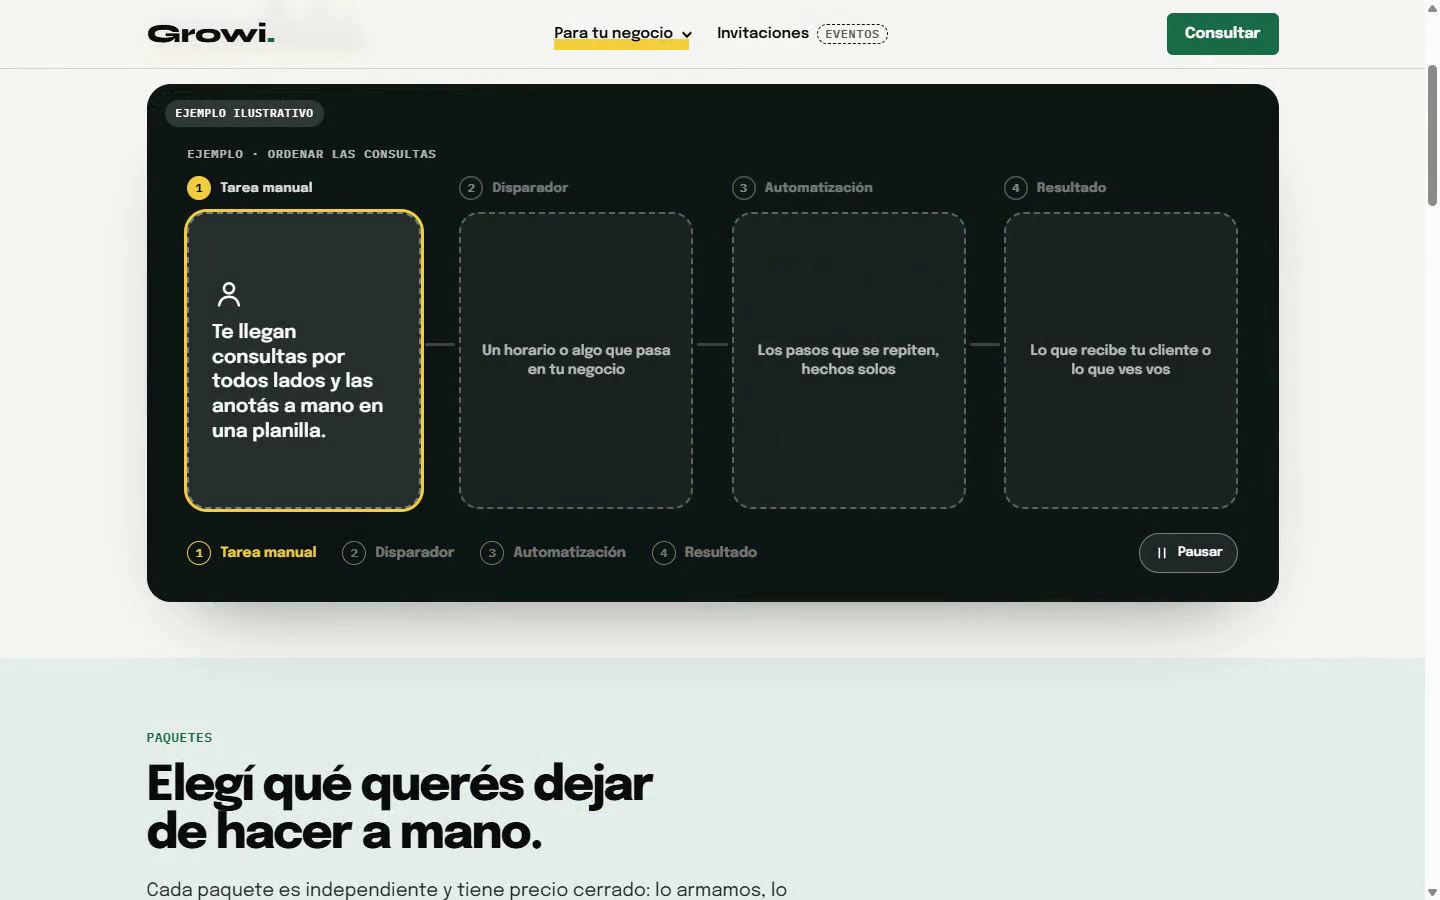 Growi.
Para tu negocio
Invitaciones
EVENTOS
Consultar
EJEMPLO ILUSTRATIVO
EJEMPLO · ORDENAR LAS CONSULTAS
1 Tarea manual
2 Disparador
3 Automatización
4 Resultado
Te llegan
consultas por
todos lados y las
anotás a mano en
una planilla.
Un horario o algo que pasa
en tu negocio
Los pasos que se repiten,
hechos solos
Lo que recibe tu cliente o
lo que ves vos
1 Tarea manual
2 Disparador
3 Automatización
4 Resultado
Pausar
PAQUETES
Elegí qué querés dejar
de hacer a mano.
Cada paquete es independiente y tiene precio cerrado: lo armamos, lo